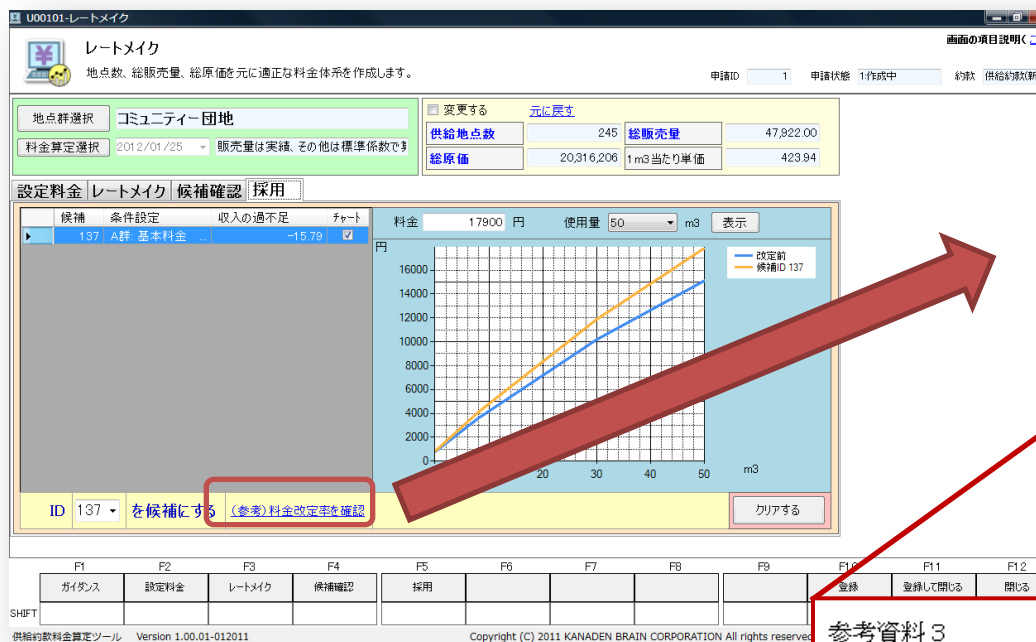 U00101-レートメイク
画面の項目説明(こ
レートメイク
地点数、総販売量、総原価を元に適正な料金体系を作成します。
申請ID 1 申請状態 1:作成中 約款 供給約款(新
地点群選択 コミュニティー団地
料金算定選択 2012/01/25 販売量は実績、その他は標準係数で算
変更する 元に戻す
供給地点数 245 総販売量 47,922.00
総原価 20,316,206 1m3当たり単価 423.94
設定料金 レートメイク 候補確認 採用
候補 条件設定 収入の過不足 チャート
137 A群: 基本料金 ... -15.79
料金 17900 円 使用量 50 m3 表示
円
16000
14000
12000
10000
8000
6000
4000
2000
0
20 30 40 50 m3
改定前
候補ID 137
ID 137 を候補にする (参考)料金改定率を確認
クリアする
F1 F2 F3 F4 F5 F6 F7 F8 F9 F10 F11 F12
ガイダンス 設定料金 レートメイク 候補確認 採用 登録 登録して閉じる 閉じる
SHIFT
供給約款料金算定ツール Version 1.00.01-012011 Copyright (C) 2011 KANADEN BRAIN CORPORATION All rights reserved
参考資料3